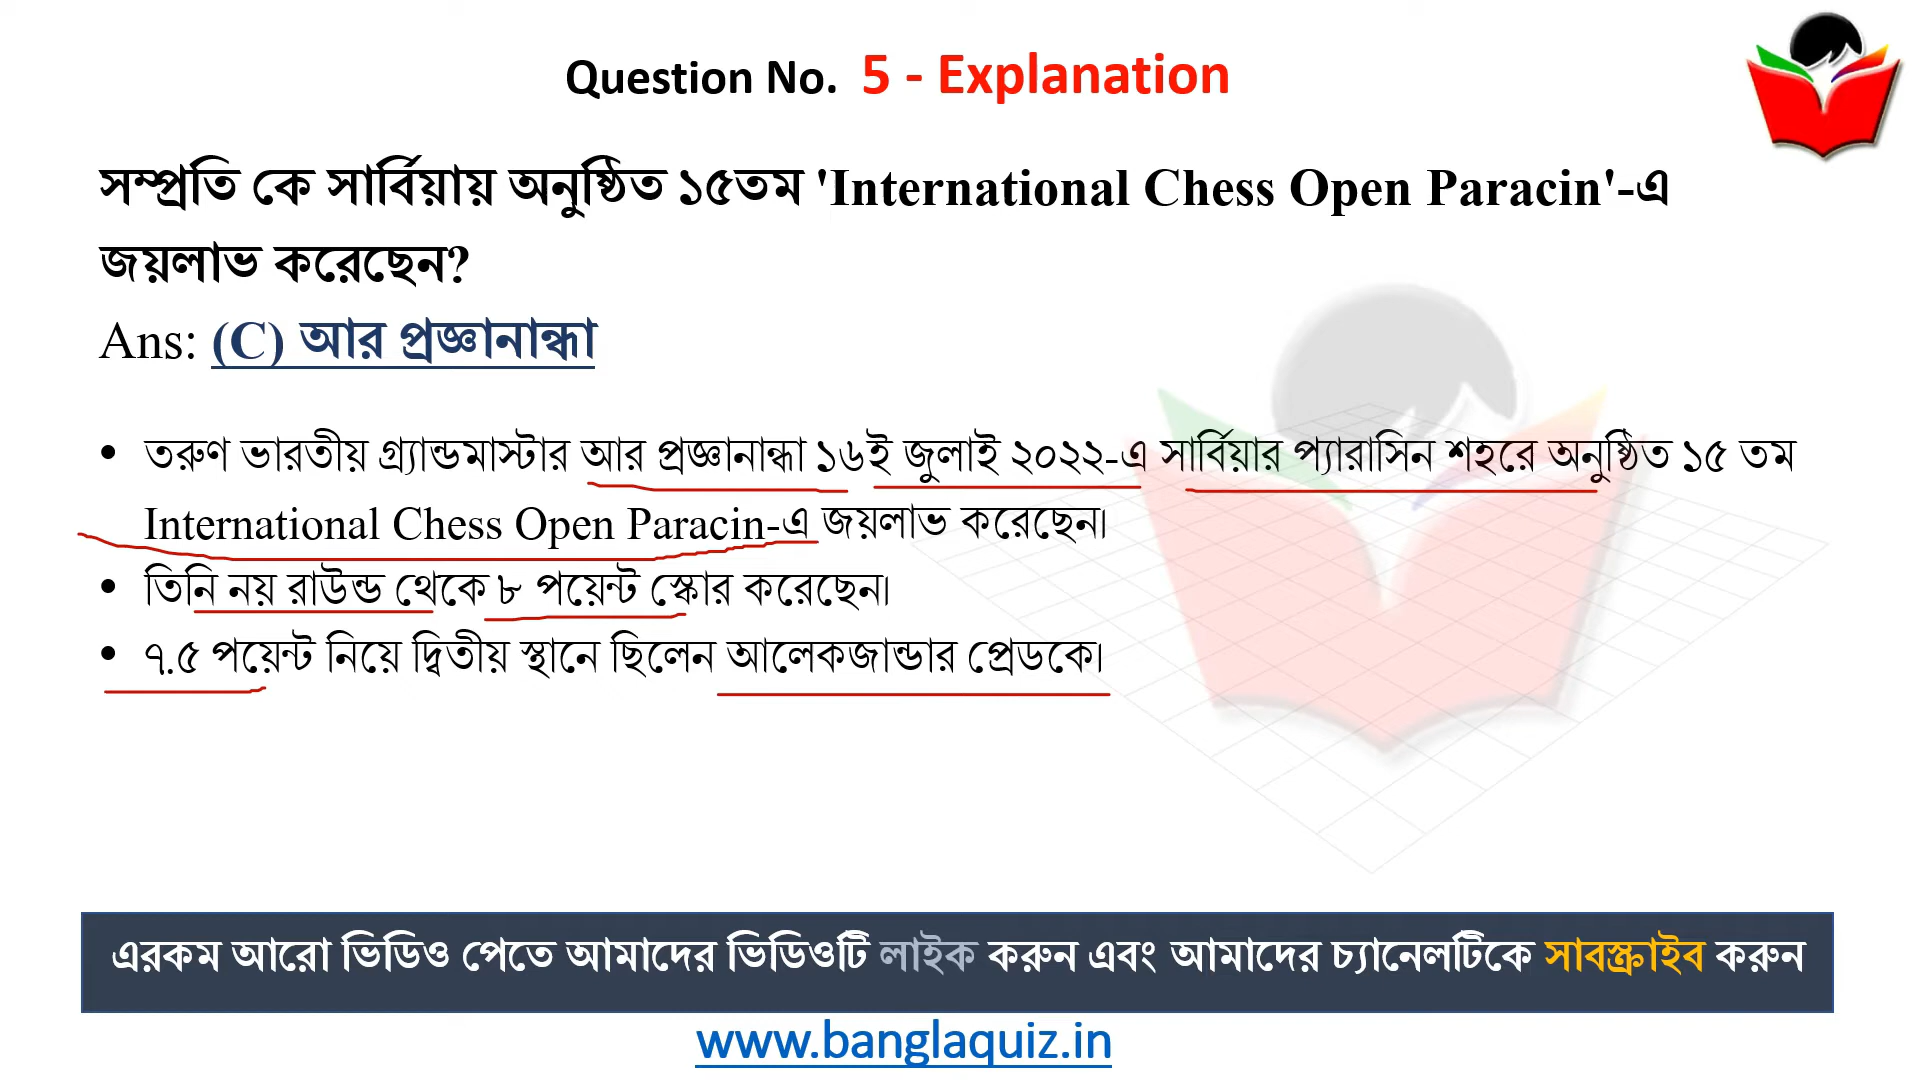 Question No. 5 - Explanation
সম্প্রতি কে সার্বিয়ায় অনুষ্ঠিত ১৫তম 'International Chess Open Paracin'-এ
জয়লাভ করেছেন?
Ans: (C) আর প্রজ্ঞানান্ধা
• তরুণ ভারতীয় গ্র্যান্ডমাস্টার আর প্রজ্ঞানান্ধা ১৬ই জুলাই ২০২২-এ সার্বিয়ার প্যারাসিন শহরে অনুষ্ঠিত ১৫ তম
International Chess Open Paracin-এ জয়লাভ করেছেন।
• তিনি নয় রাউন্ড থেকে ৮ পয়েন্ট স্কোর করেছেন।
• ৭.৫ পয়েন্ট নিয়ে দ্বিতীয় স্থানে ছিলেন আলেকজান্ডার প্রেডকে।
এরকম আরো ভিডিও পেতে আমাদের ভিডিওটি লাইক করুন এবং আমাদের চ্যানেলটিকে সাবস্ক্রাইব করুন
www.banglaquiz.in